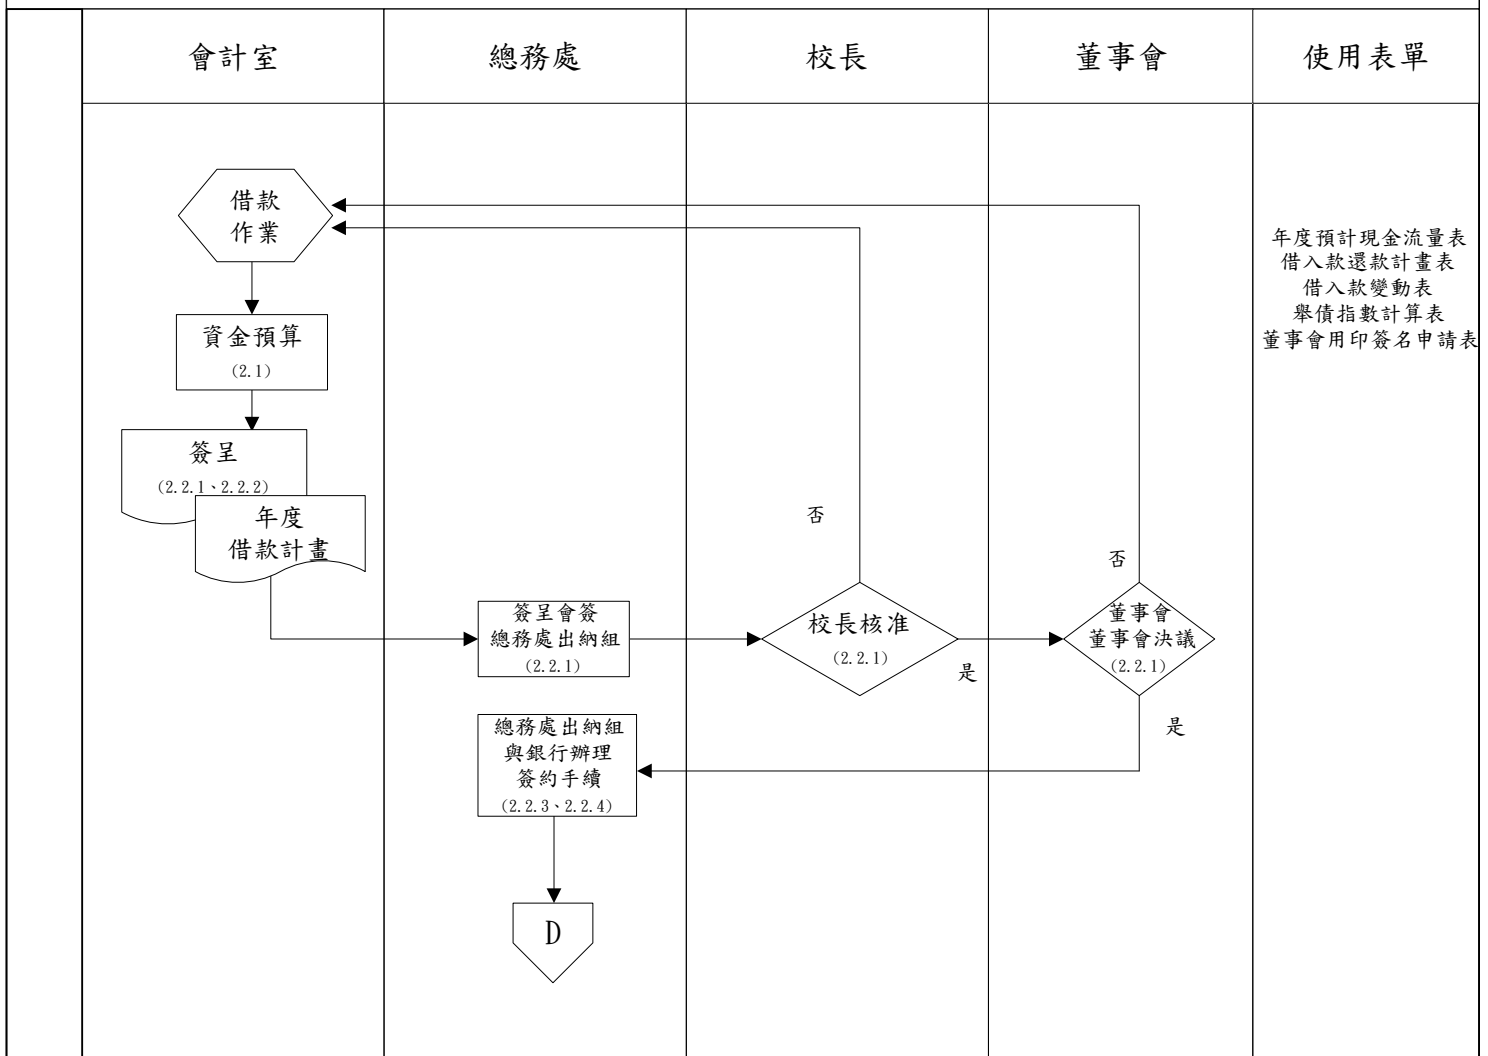 會計室
總務處
校長
董事會
使用表單
借款
作業
資金預算
(2.1)
簽呈
(2.2.1、2.2.2)
年度
借款計畫
簽呈會簽
總務處出納組
(2.2.1)
否
校長核准
(2.2.1)
是
否
董事會
董事會決議
(2.2.1)
是
總務處出納組
與銀行辦理
簽約手續
(2.2.3、2.2.4)
D
年度預計現金流量表
借入款還款計畫表
借入款變動表
舉債指數計算表
董事會用印簽名申請表